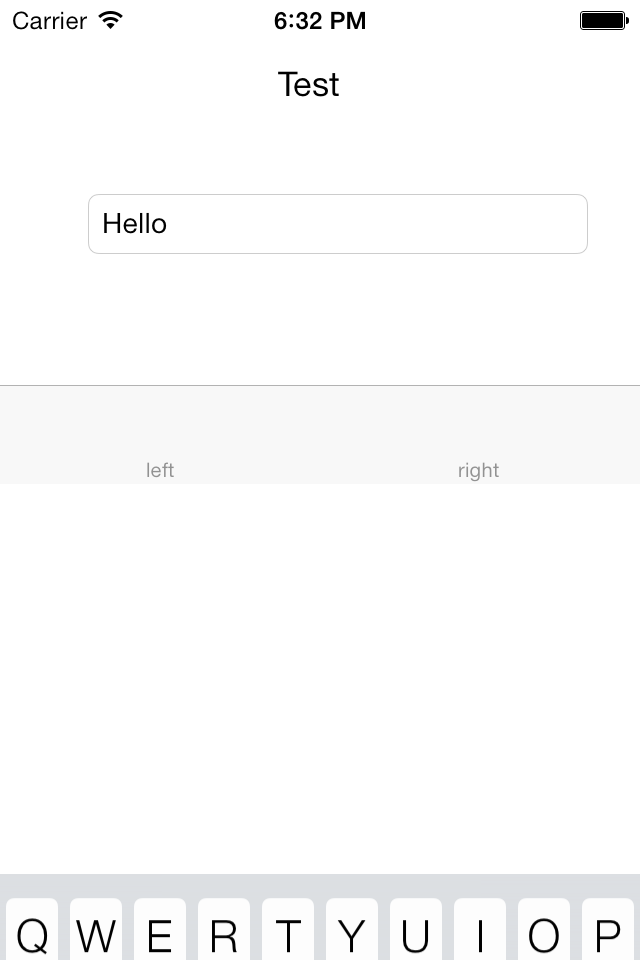 Carrier 6:32 PM
Test
Hello
left right
Q W E R T Y U I O P